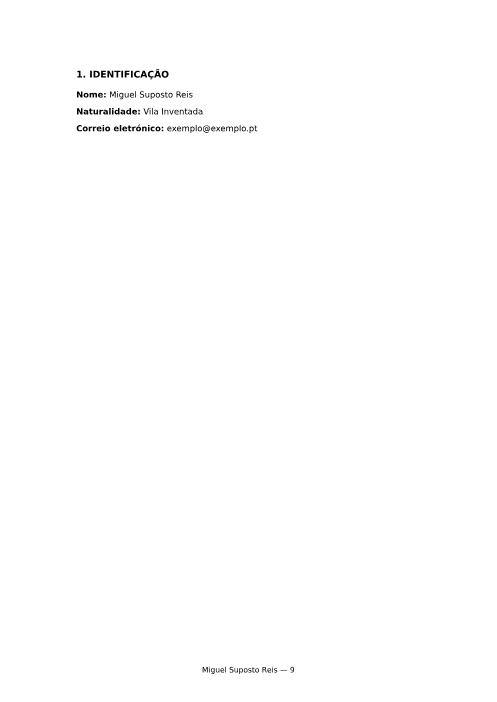 1. IDENTIFICAÇÃO
Nome: Miguel Suposto Reis
Naturalidade: Vila Inventada
Correio eletrónico: exemplo@exemplo.pt
Miguel Suposto Reis — 9